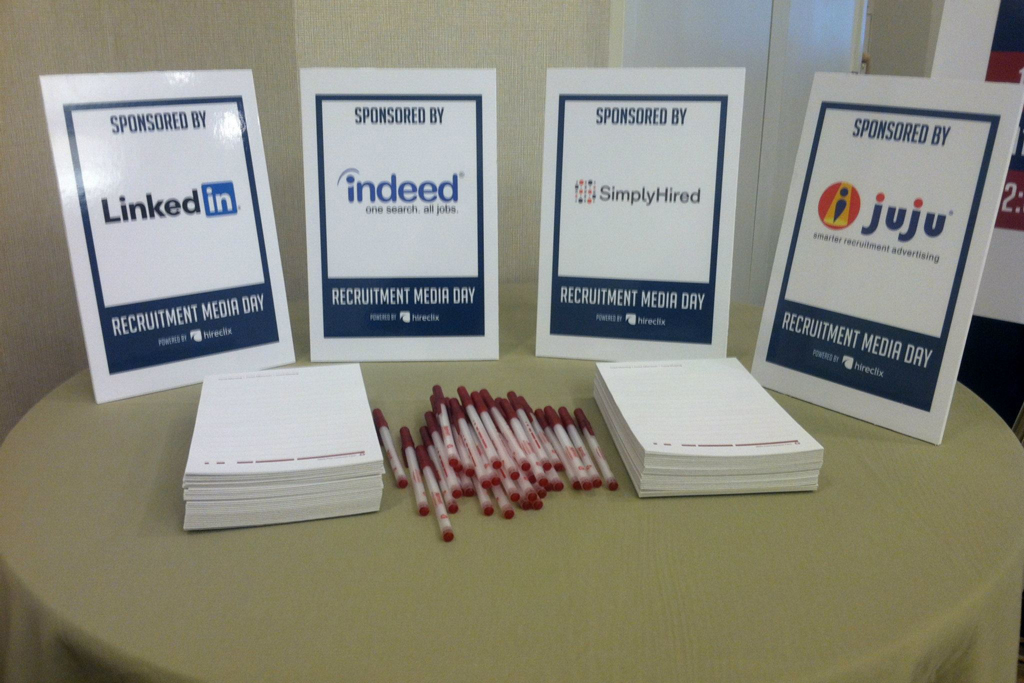 SPONSORED BY
Linkedin
RECRUITMENT MEDIA DAY
POWERED BY hireclix
SPONSORED BY
indeed®
one search. all jobs.
RECRUITMENT MEDIA DAY
POWERED BY hireclix
SPONSORED BY
SimplyHired
RECRUITMENT MEDIA DAY
POWERED BY hireclix
SPONSORED BY
juju®
smarter recruitment advertising
RECRUITMENT MEDIA DAY
POWERED BY hireclix